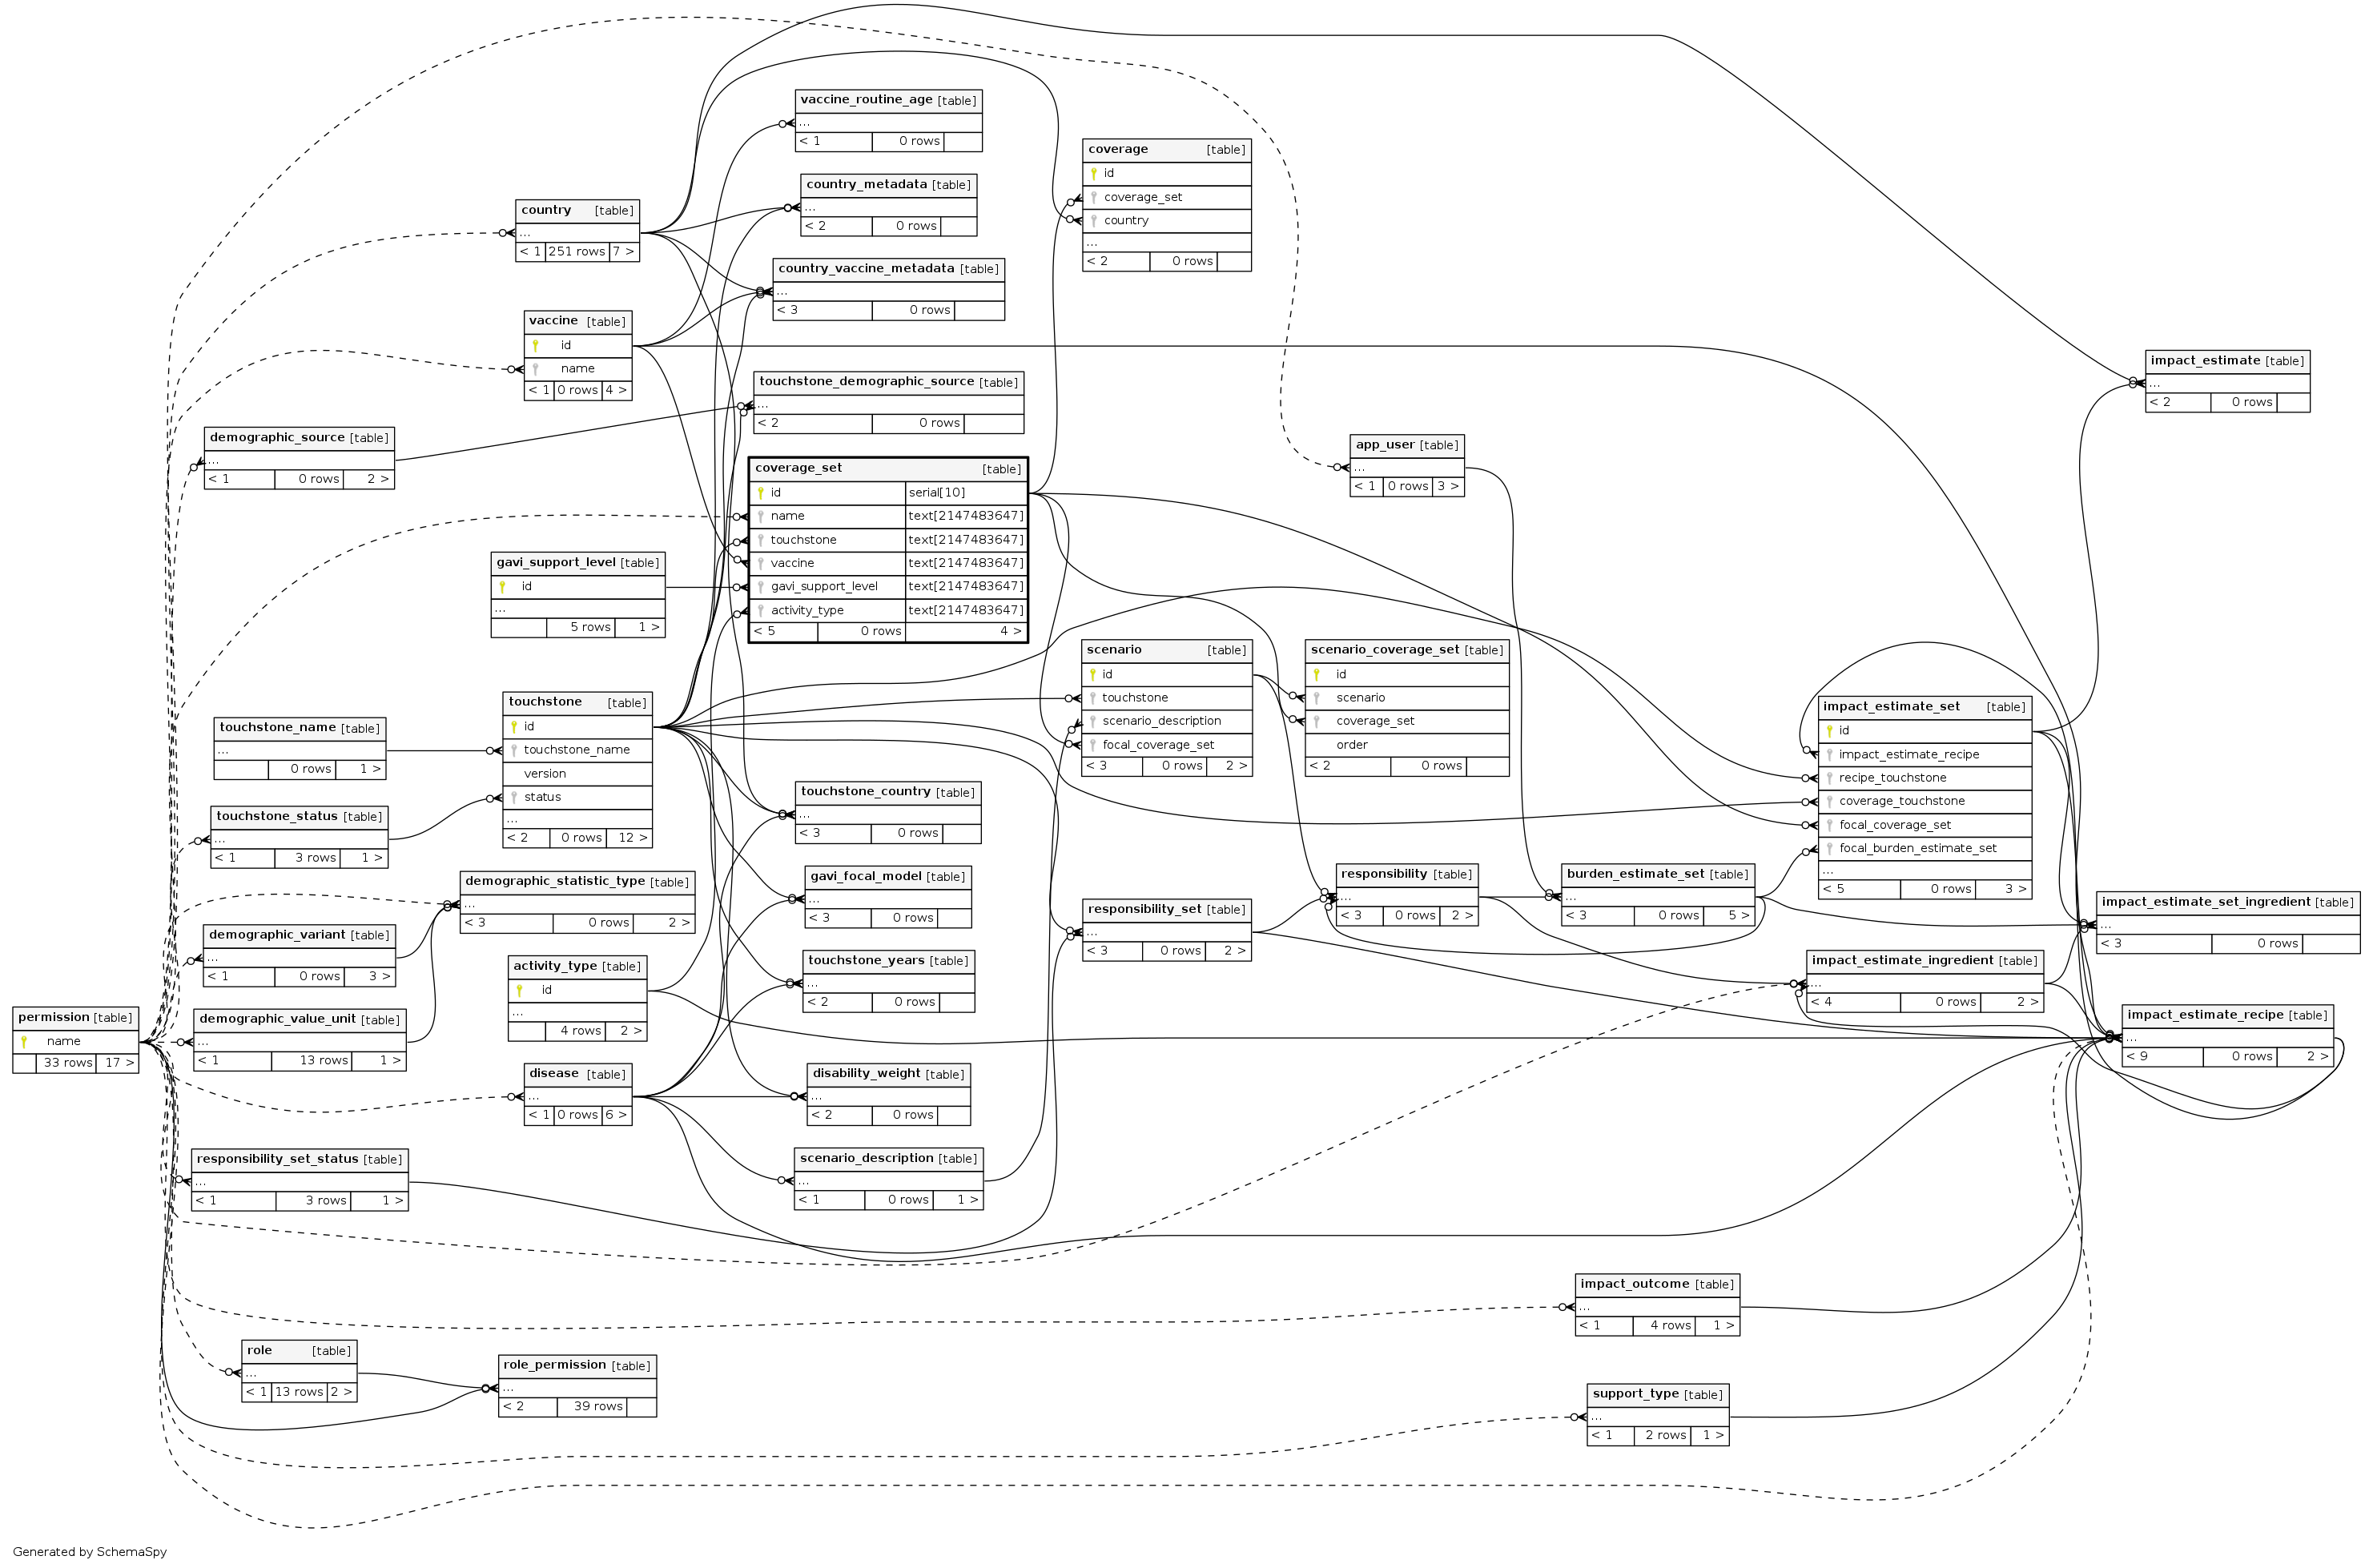 vaccine_routine_age [table]
...
< 1 0 rows
coverage [table]
id
coverage_set
country
...
< 2 0 rows
country_metadata [table]
...
< 2 0 rows
country [table]
...
< 1 251 rows 7 >
country_vaccine_metadata [table]
...
< 3 0 rows
vaccine [table]
id
name
< 1 0 rows 4 >
impact_estimate [table]
...
< 2 0 rows
touchstone_demographic_source [table]
...
< 2 0 rows
demographic_source [table]
...
< 1 0 rows 2 >
app_user [table]
...
< 1 0 rows 3 >
coverage_set [table]
id serial[10]
name text[2147483647]
touchstone text[2147483647]
vaccine text[2147483647]
gavi_support_level text[2147483647]
activity_type text[2147483647]
< 5 0 rows 4 >
gavi_support_level [table]
id
...
5 rows 1 >
scenario [table]
id
touchstone
scenario_description
focal_coverage_set
< 3 0 rows 2 >
scenario_coverage_set [table]
id
scenario
coverage_set
order
< 2 0 rows
touchstone [table]
id
touchstone_name
version
status
...
< 2 0 rows 12 >
impact_estimate_set [table]
id
impact_estimate_recipe
recipe_touchstone
coverage_touchstone
focal_coverage_set
focal_burden_estimate_set
...
< 5 0 rows 3 >
touchstone_name [table]
...
0 rows 1 >
touchstone_status [table]
...
< 1 3 rows 1 >
touchstone_country [table]
...
< 3 0 rows
gavi_focal_model [table]
...
< 3 0 rows
responsibility [table]
...
< 3 0 rows 2 >
burden_estimate_set [table]
...
< 3 0 rows 5 >
demographic_statistic_type [table]
...
< 3 0 rows 2 >
responsibility_set [table]
...
< 3 0 rows 2 >
impact_estimate_set_ingredient [table]
...
< 3 0 rows
demographic_variant [table]
...
< 1 0 rows 3 >
touchstone_years [table]
...
< 2 0 rows
impact_estimate_ingredient [table]
...
< 4 0 rows 2 >
activity_type [table]
id
...
4 rows 2 >
permission [table]
name
33 rows 17 >
demographic_value_unit [table]
...
< 1 13 rows 1 >
impact_estimate_recipe [table]
...
< 9 0 rows 2 >
disease [table]
...
< 1 0 rows 6 >
disability_weight [table]
...
< 2 0 rows
responsibility_set_status [table]
...
< 1 3 rows 1 >
scenario_description [table]
...
< 1 0 rows 1 >
impact_outcome [table]
...
< 1 4 rows 1 >
role [table]
...
< 1 13 rows 2 >
role_permission [table]
...
< 2 39 rows
support_type [table]
...
< 1 2 rows 1 >
Generated by SchemaSpy